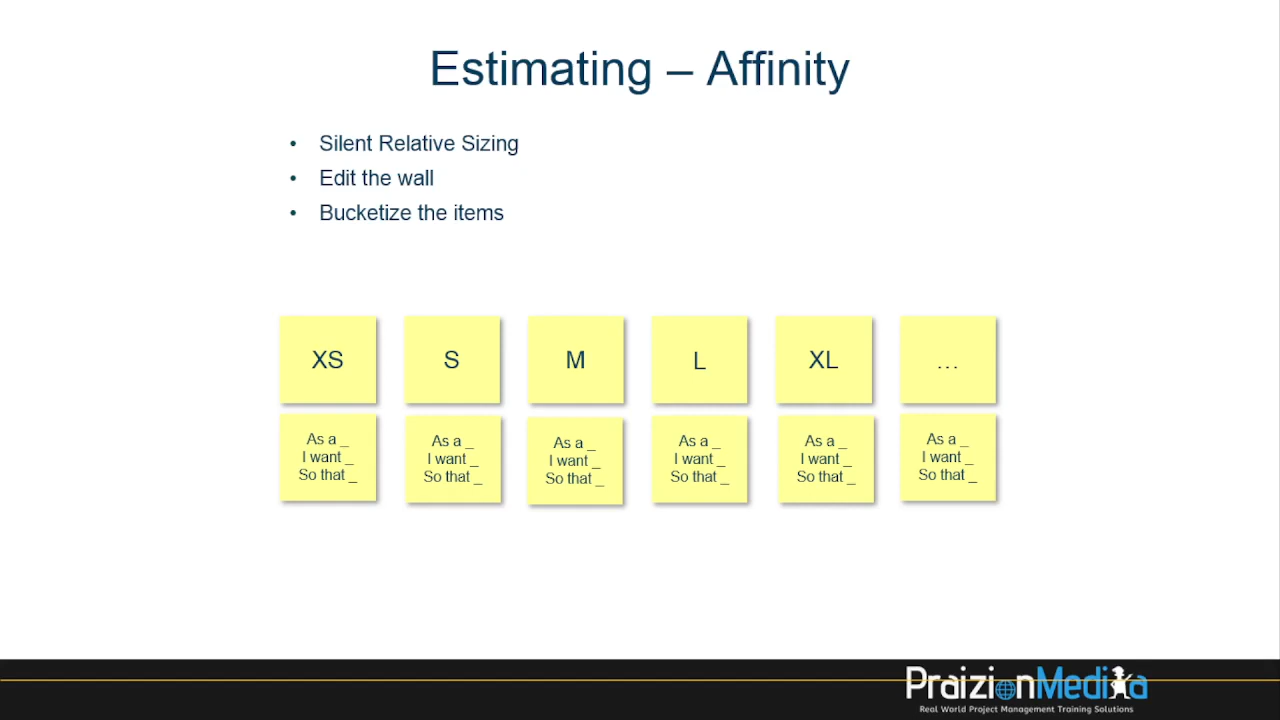 Estimating – Affinity
• Silent Relative Sizing
• Edit the wall
• Bucketize the items
XS S M L XL ...
As a _ As a _ As a _ As a _ As a _ As a _
I want _ I want _ I want _ I want _ I want _ I want _
So that _ So that _ So that _ So that _ So that _ So that _
PraizionMedia
Real World Project Management Training Solutions